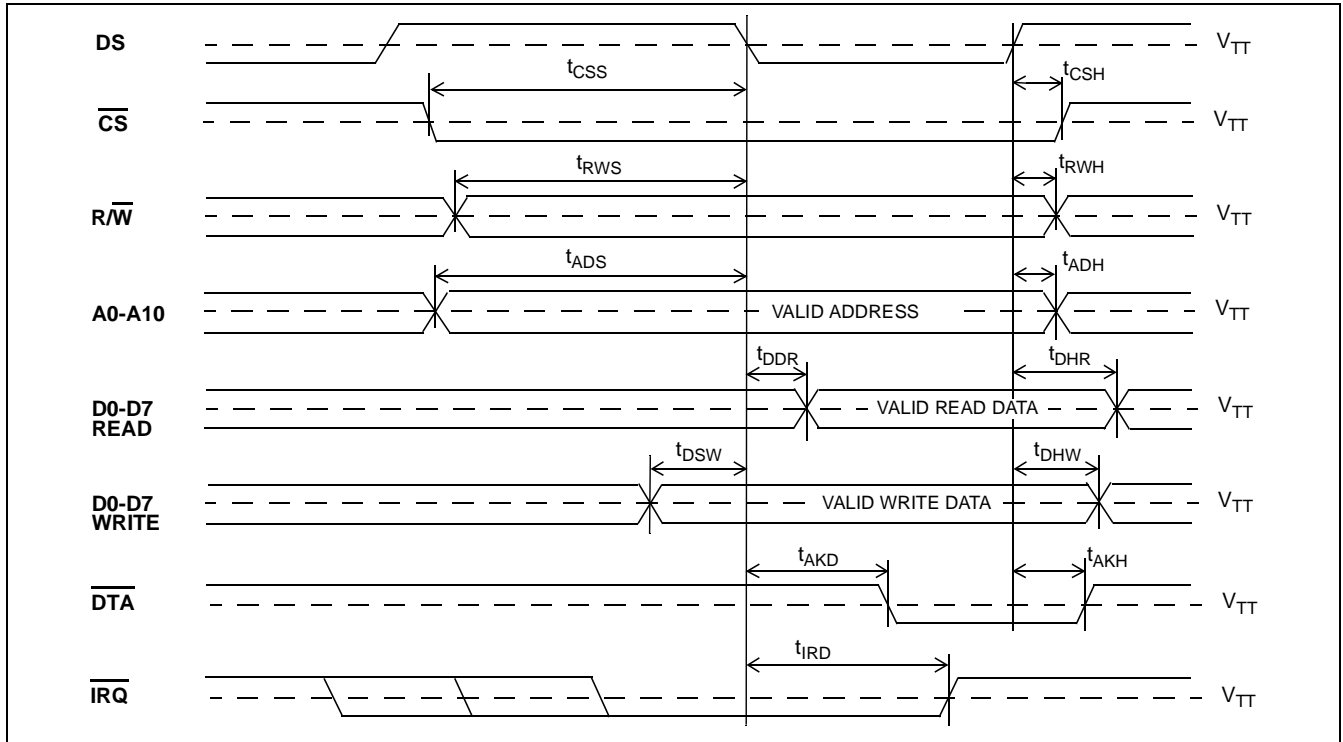 DS VTT
tCSS tCSH
CS VTT
tRWS tRWH
R/W VTT
tADS tADH
A0-A10 VALID ADDRESS VTT
tDDR tDHR
D0-D7 READ VALID READ DATA VTT
tDSW tDHW
D0-D7 WRITE VALID WRITE DATA VTT
tAKD tAKH
DTA VTT
tIRD
IRQ VTT